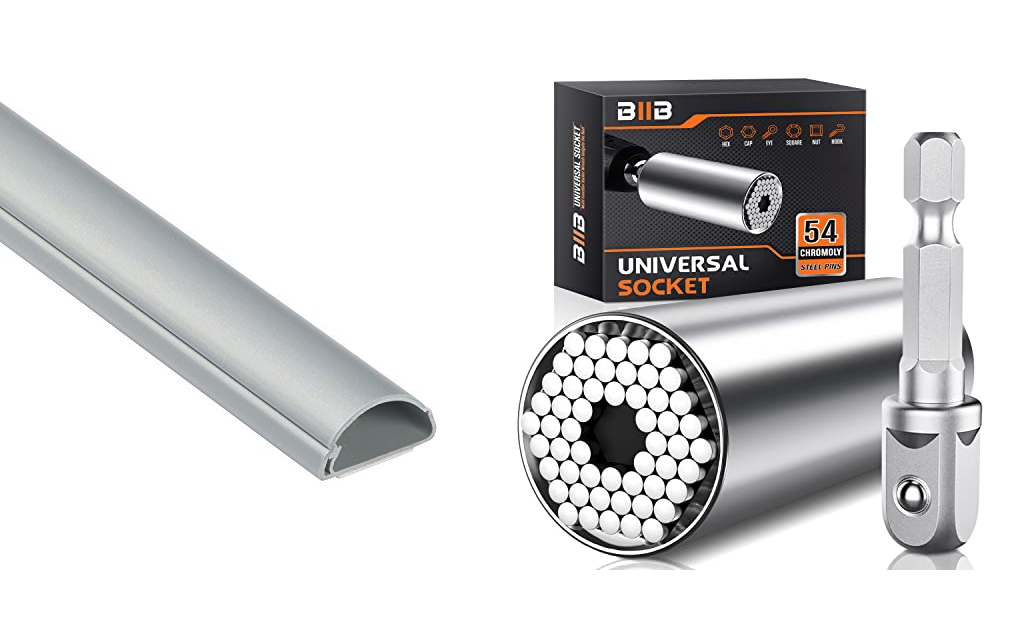 BIIB
HEX CAP EYE SQUARE NUT HOOK
UNIVERSAL SOCKET
BIIB
54
CHROMOLY
STEEL PINS
UNIVERSAL
SOCKET